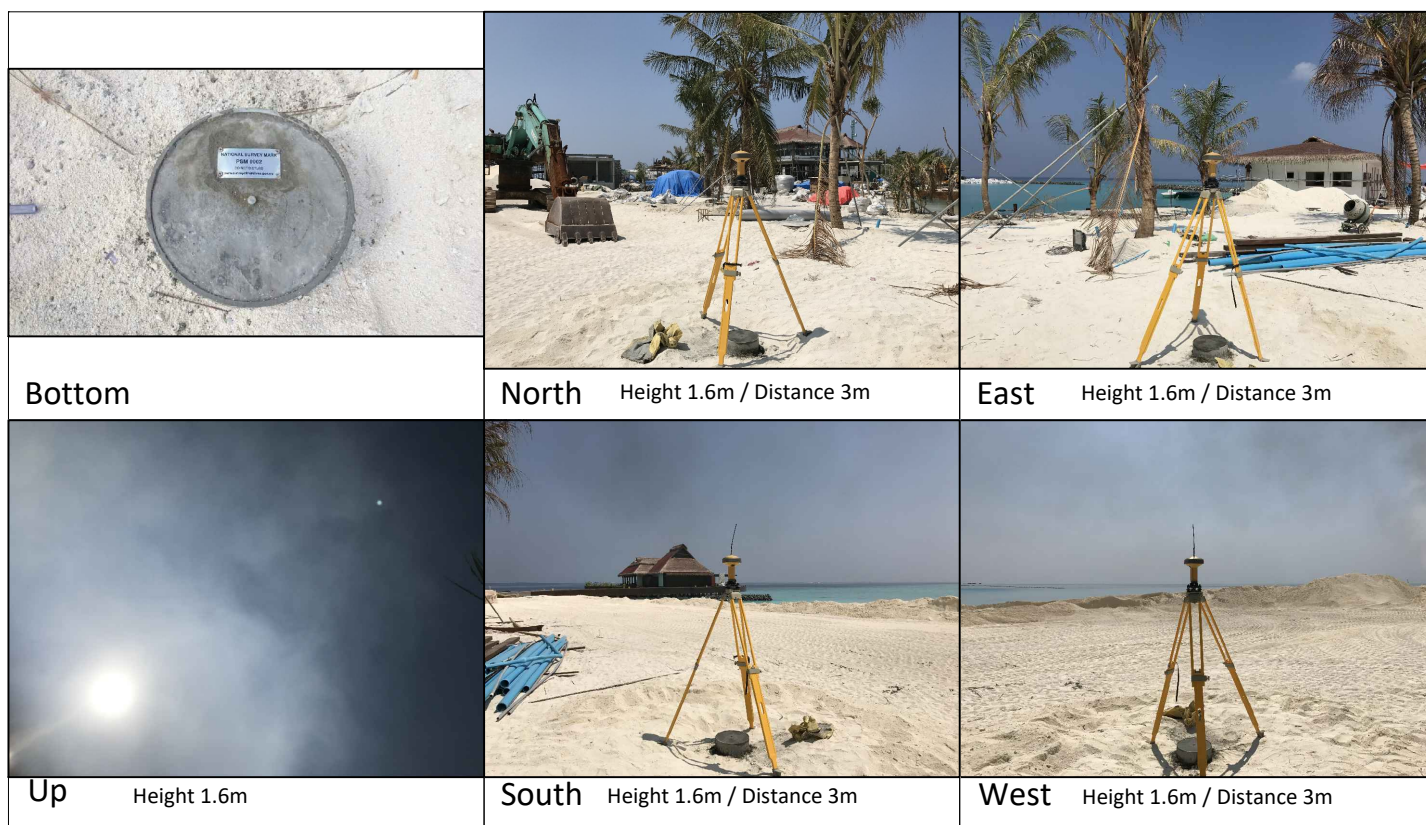 NATIONAL SURVEY MARK
PBM 0002
Bottom
North Height 1.6m / Distance 3m
East Height 1.6m / Distance 3m
Up Height 1.6m
South Height 1.6m / Distance 3m
West Height 1.6m / Distance 3m